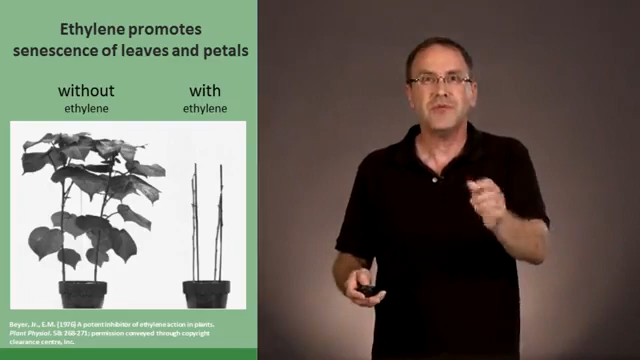 Ethylene promotes
senescence of leaves and petals
without
ethylene
with
ethylene
Beyer, Jr., E.M. (1976) A potent inhibitor of ethylene action in plants.
Plant Physiol. 58: 268-271; permission conveyed through copyright
clearance centre, inc.